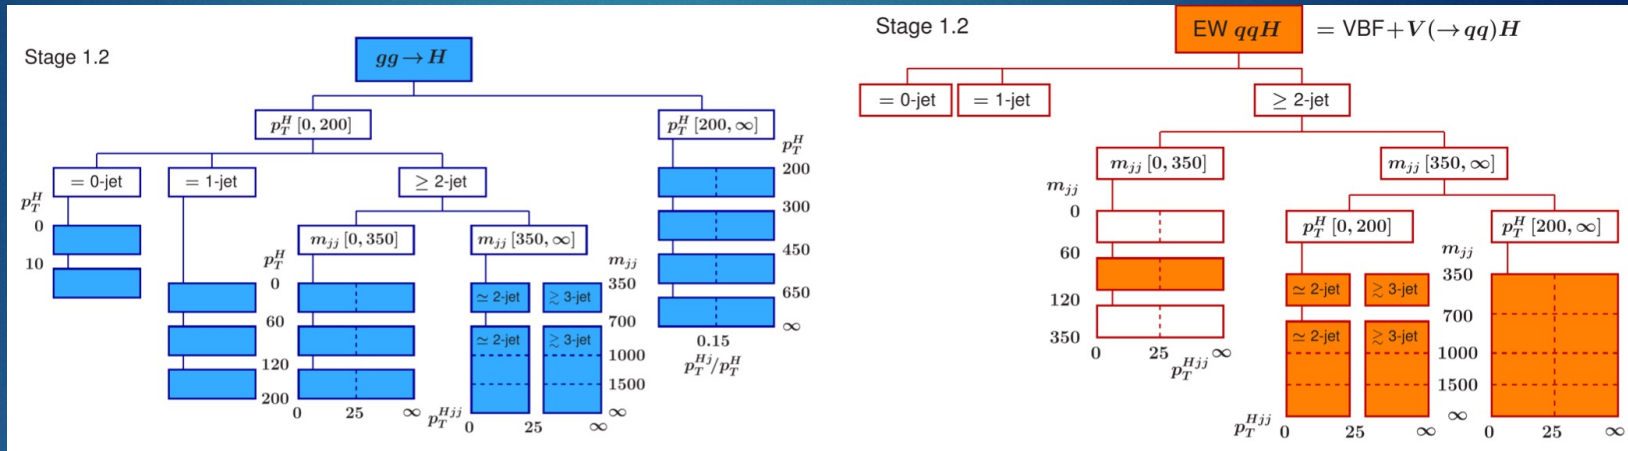 Stage 1.2
gg → H
p_T^H [0, 200]
p_T^H [200, ∞]
= 0-jet
= 1-jet
≥ 2-jet
p_T^H
0
10
m_jj [0, 350]
m_jj [350, ∞]
p_T^H
0
60
120
200
0
25
∞
≃ 2-jet
≳ 3-jet
≃ 2-jet
≳ 3-jet
m_jj
350
700
1000
1500
∞
p_T^Hjj
0
25
∞
p_T^H
200
300
450
650
∞
0.15
p_T^Hj/p_T^H
Stage 1.2
EW qqH
= VBF+V(→qq)H
= 0-jet
= 1-jet
≥ 2-jet
m_jj [0, 350]
m_jj [350, ∞]
m_jj
0
60
120
350
0
25
∞
p_T^Hjj
p_T^H [0, 200]
p_T^H [200, ∞]
≃ 2-jet
≳ 3-jet
≃ 2-jet
≳ 3-jet
m_jj
350
700
1000
1500
∞
p_T^Hjj
0
25
∞
0
25
∞